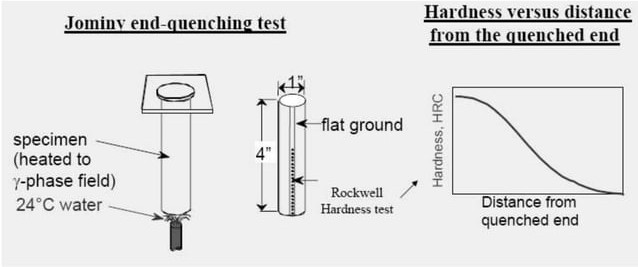 Jominy end-quenching test
Hardness versus distance
from the quenched end
1"
flat ground
4"
specimen
(heated to
γ-phase field)
24°C water
Rockwell
Hardness test
Hardness, HRC
Distance from
quenched end